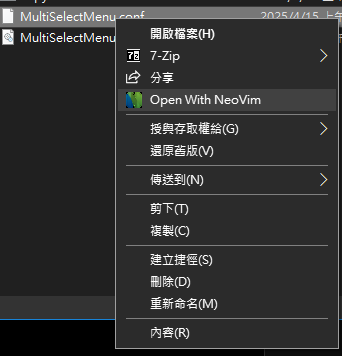 MultiSelectMenu.conf
2025/4/15 上午
MultiSelectMenu
開啟檔案(H)
7-Zip
分享
Open With NeoVim
授與存取權給(G)
還原舊版(V)
傳送到(N)
剪下(T)
複製(C)
建立捷徑(S)
刪除(D)
重新命名(M)
內容(R)